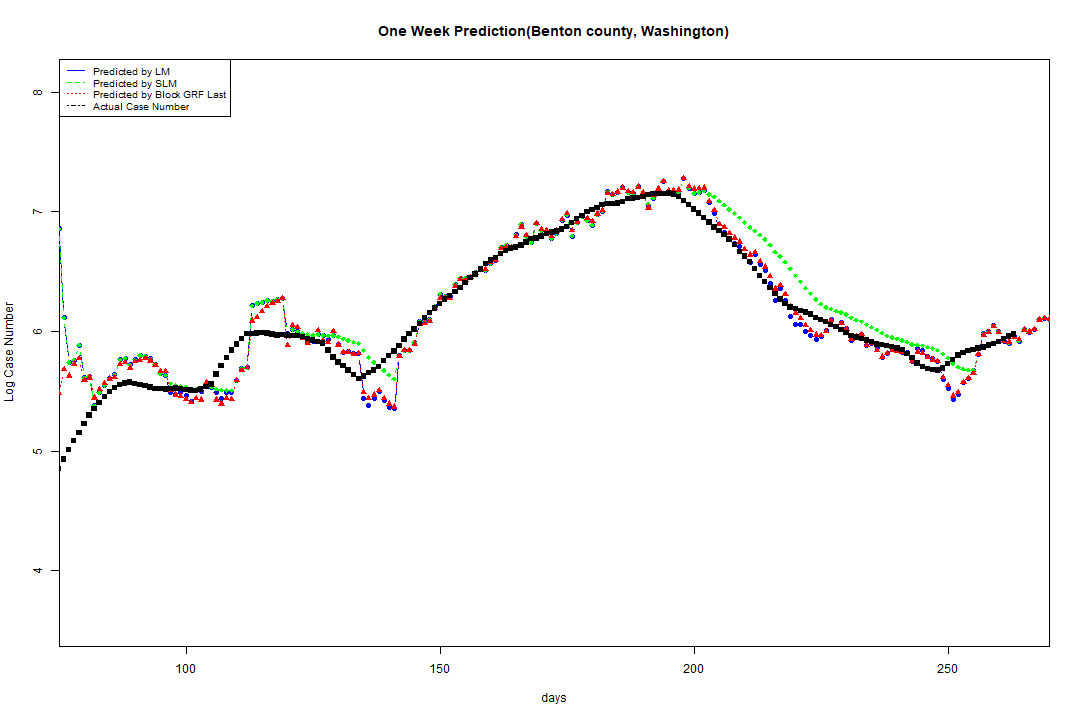 One Week Prediction(Benton county, Washington)
Predicted by LM
Predicted by SLM
Predicted by Block GRF Last
Actual Case Number
8
7
6
5
4
Log Case Number
100 150 200 250
days